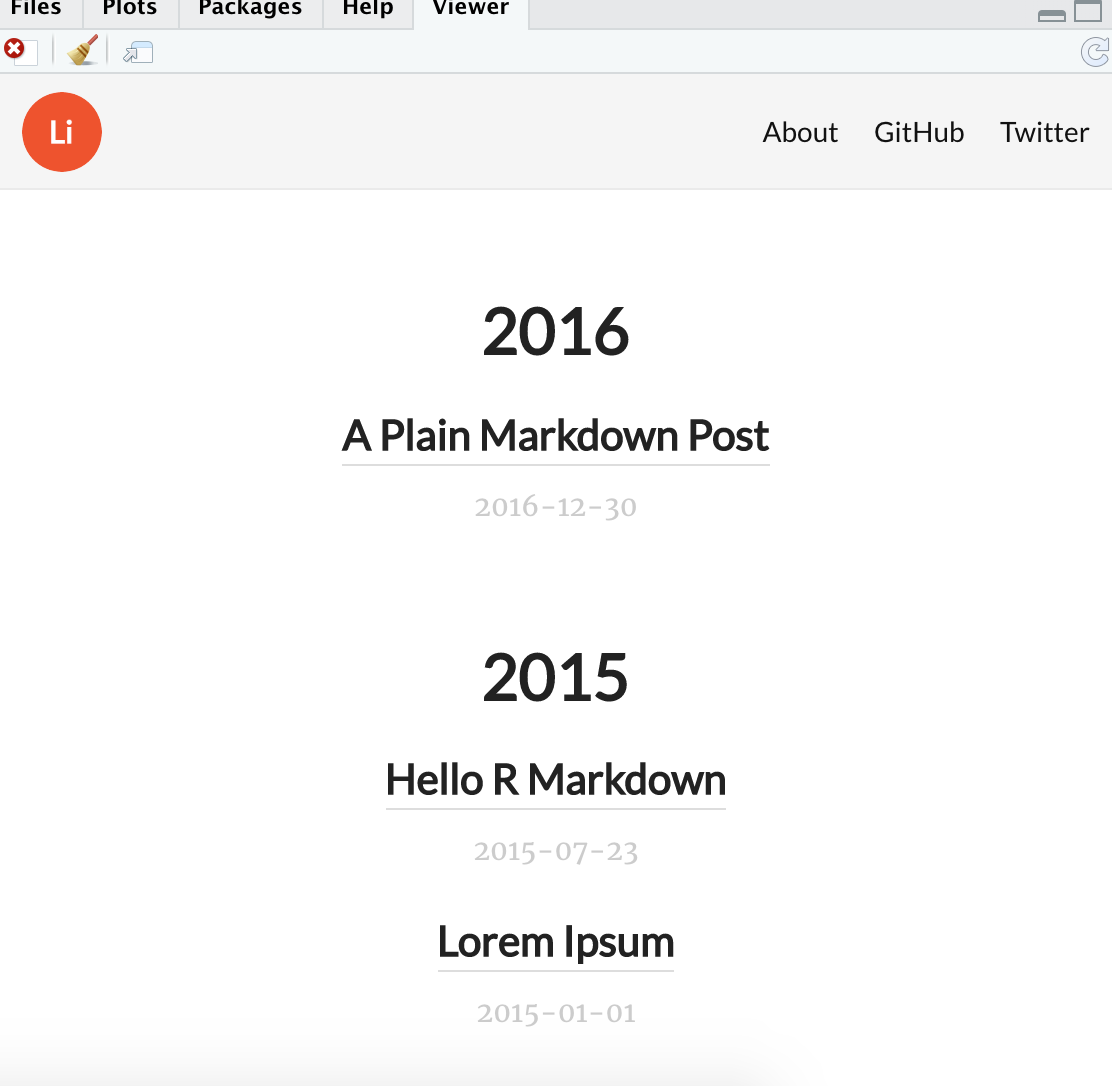 Files Plots Packages Help Viewer
Li About GitHub Twitter
2016
A Plain Markdown Post
2016-12-30
2015
Hello R Markdown
2015-07-23
Lorem Ipsum
2015-01-01